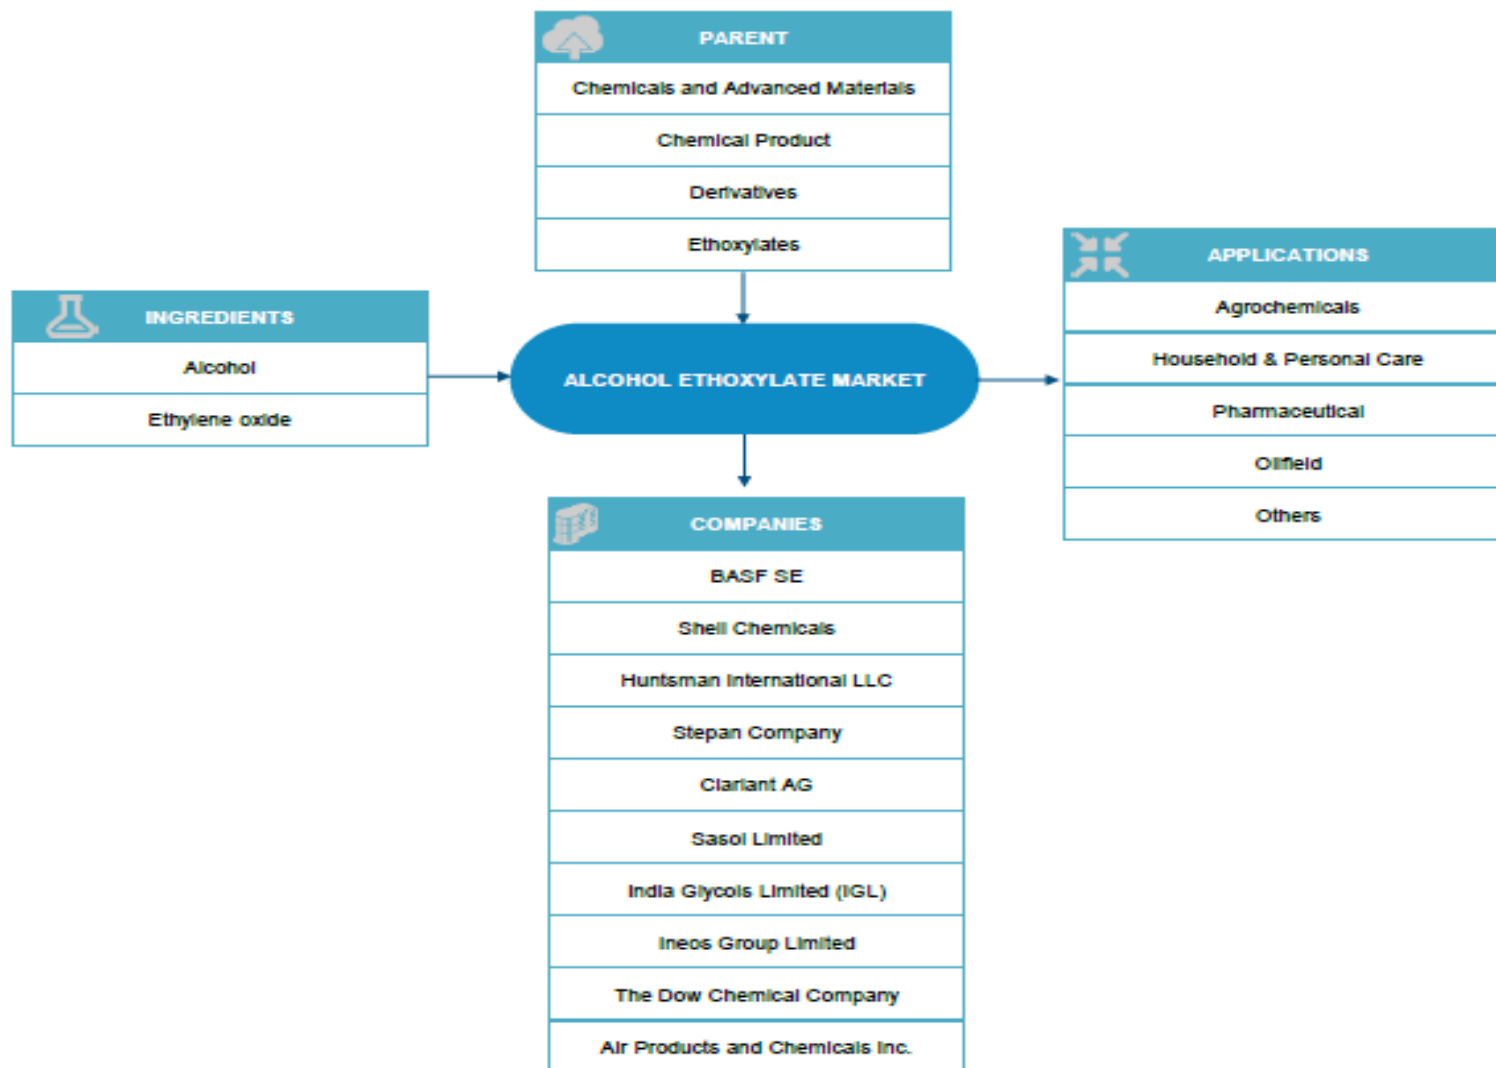 PARENT
Chemicals and Advanced Materials
Chemical Product
Derivatives
Ethoxylates
INGREDIENTS
Alcohol
Ethylene oxide
ALCOHOL ETHOXYLATE MARKET
APPLICATIONS
Agrochemicals
Household & Personal Care
Pharmaceutical
Oilfield
Others
COMPANIES
BASF SE
Shell Chemicals
Huntsman International LLC
Stepan Company
Clariant AG
Sasol Limited
India Glycols Limited (IGL)
Ineos Group Limited
The Dow Chemical Company
Air Products and Chemicals Inc.